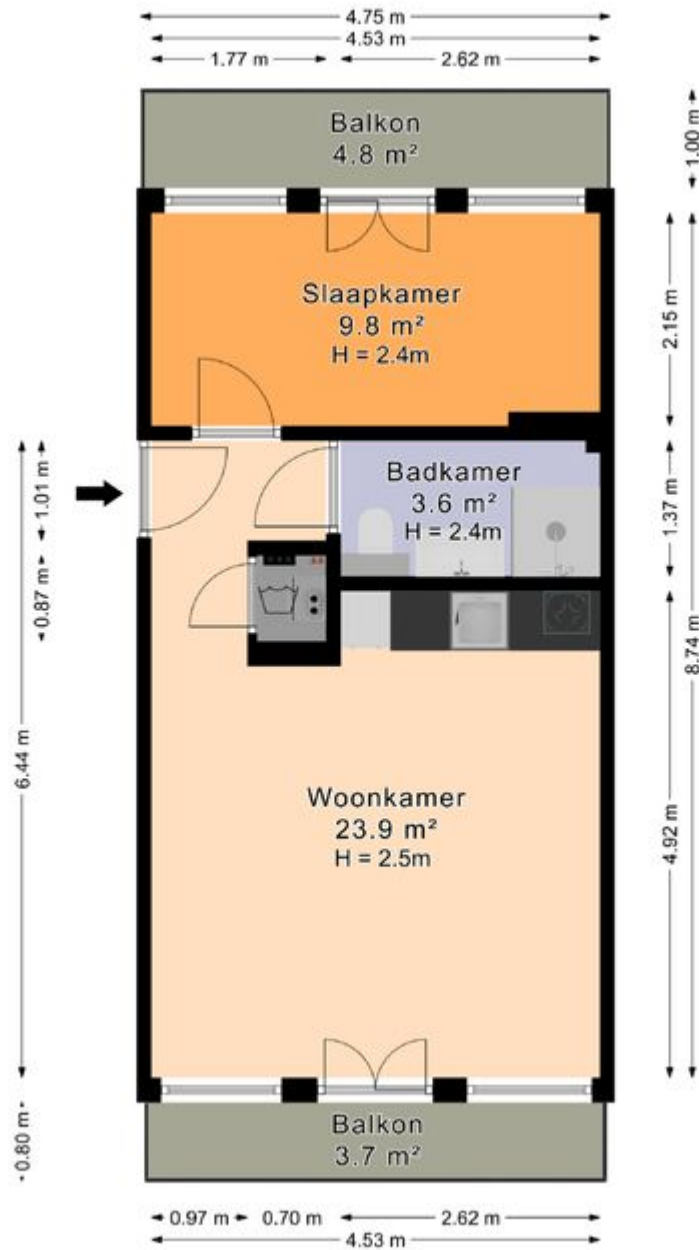 4.75 m
4.53 m
1.77 m
2.62 m
Balkon
4.8 m²
1.00 m
Slaapkamer
9.8 m²
H = 2.4m
2.15 m
Badkamer
3.6 m²
H = 2.4m
1.01 m
1.37 m
0.87 m
8.74 m
6.44 m
Woonkamer
23.9 m²
H = 2.5m
4.92 m
Balkon
3.7 m²
0.80 m
0.97 m
0.70 m
2.62 m
4.53 m